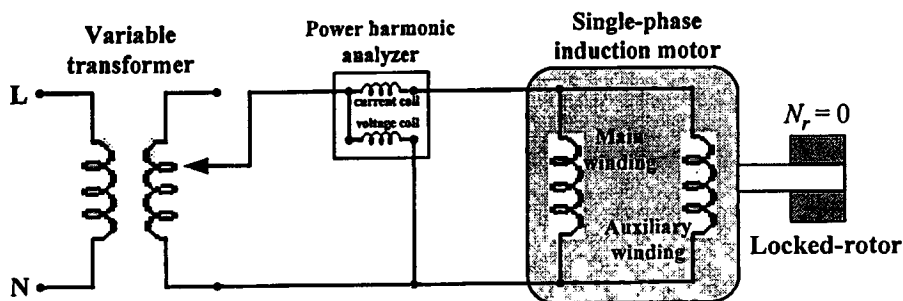 Variable
transformer
Power harmonic
analyzer
Single-phase
induction motor
L
current coil
voltage coil
N_r = 0
Main
winding
Auxiliary
winding
Locked-rotor
N